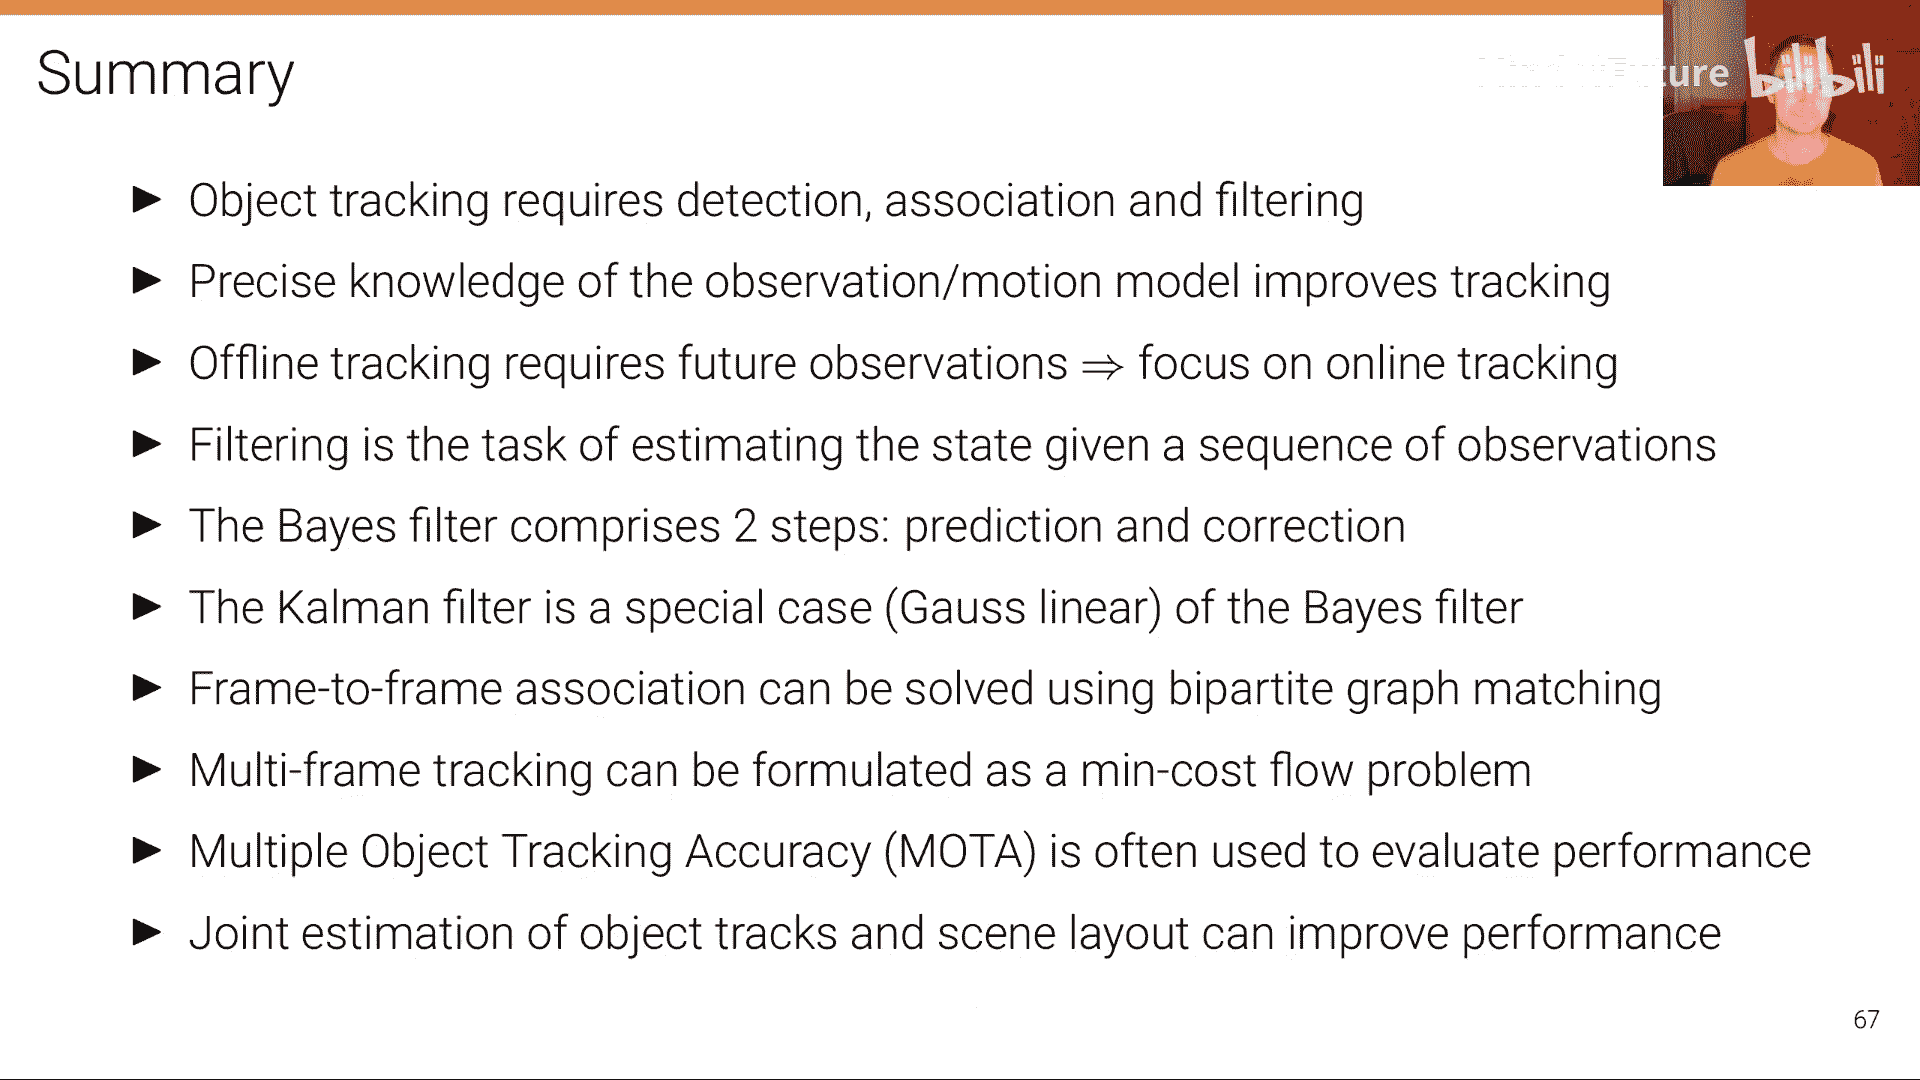 Summary
bilibili
► Object tracking requires detection, association and filtering
► Precise knowledge of the observation/motion model improves tracking
► Offline tracking requires future observations ⇒ focus on online tracking
► Filtering is the task of estimating the state given a sequence of observations
► The Bayes filter comprises 2 steps: prediction and correction
► The Kalman filter is a special case (Gauss linear) of the Bayes filter
► Frame-to-frame association can be solved using bipartite graph matching
► Multi-frame tracking can be formulated as a min-cost flow problem
► Multiple Object Tracking Accuracy (MOTA) is often used to evaluate performance
► Joint estimation of object tracks and scene layout can improve performance
67